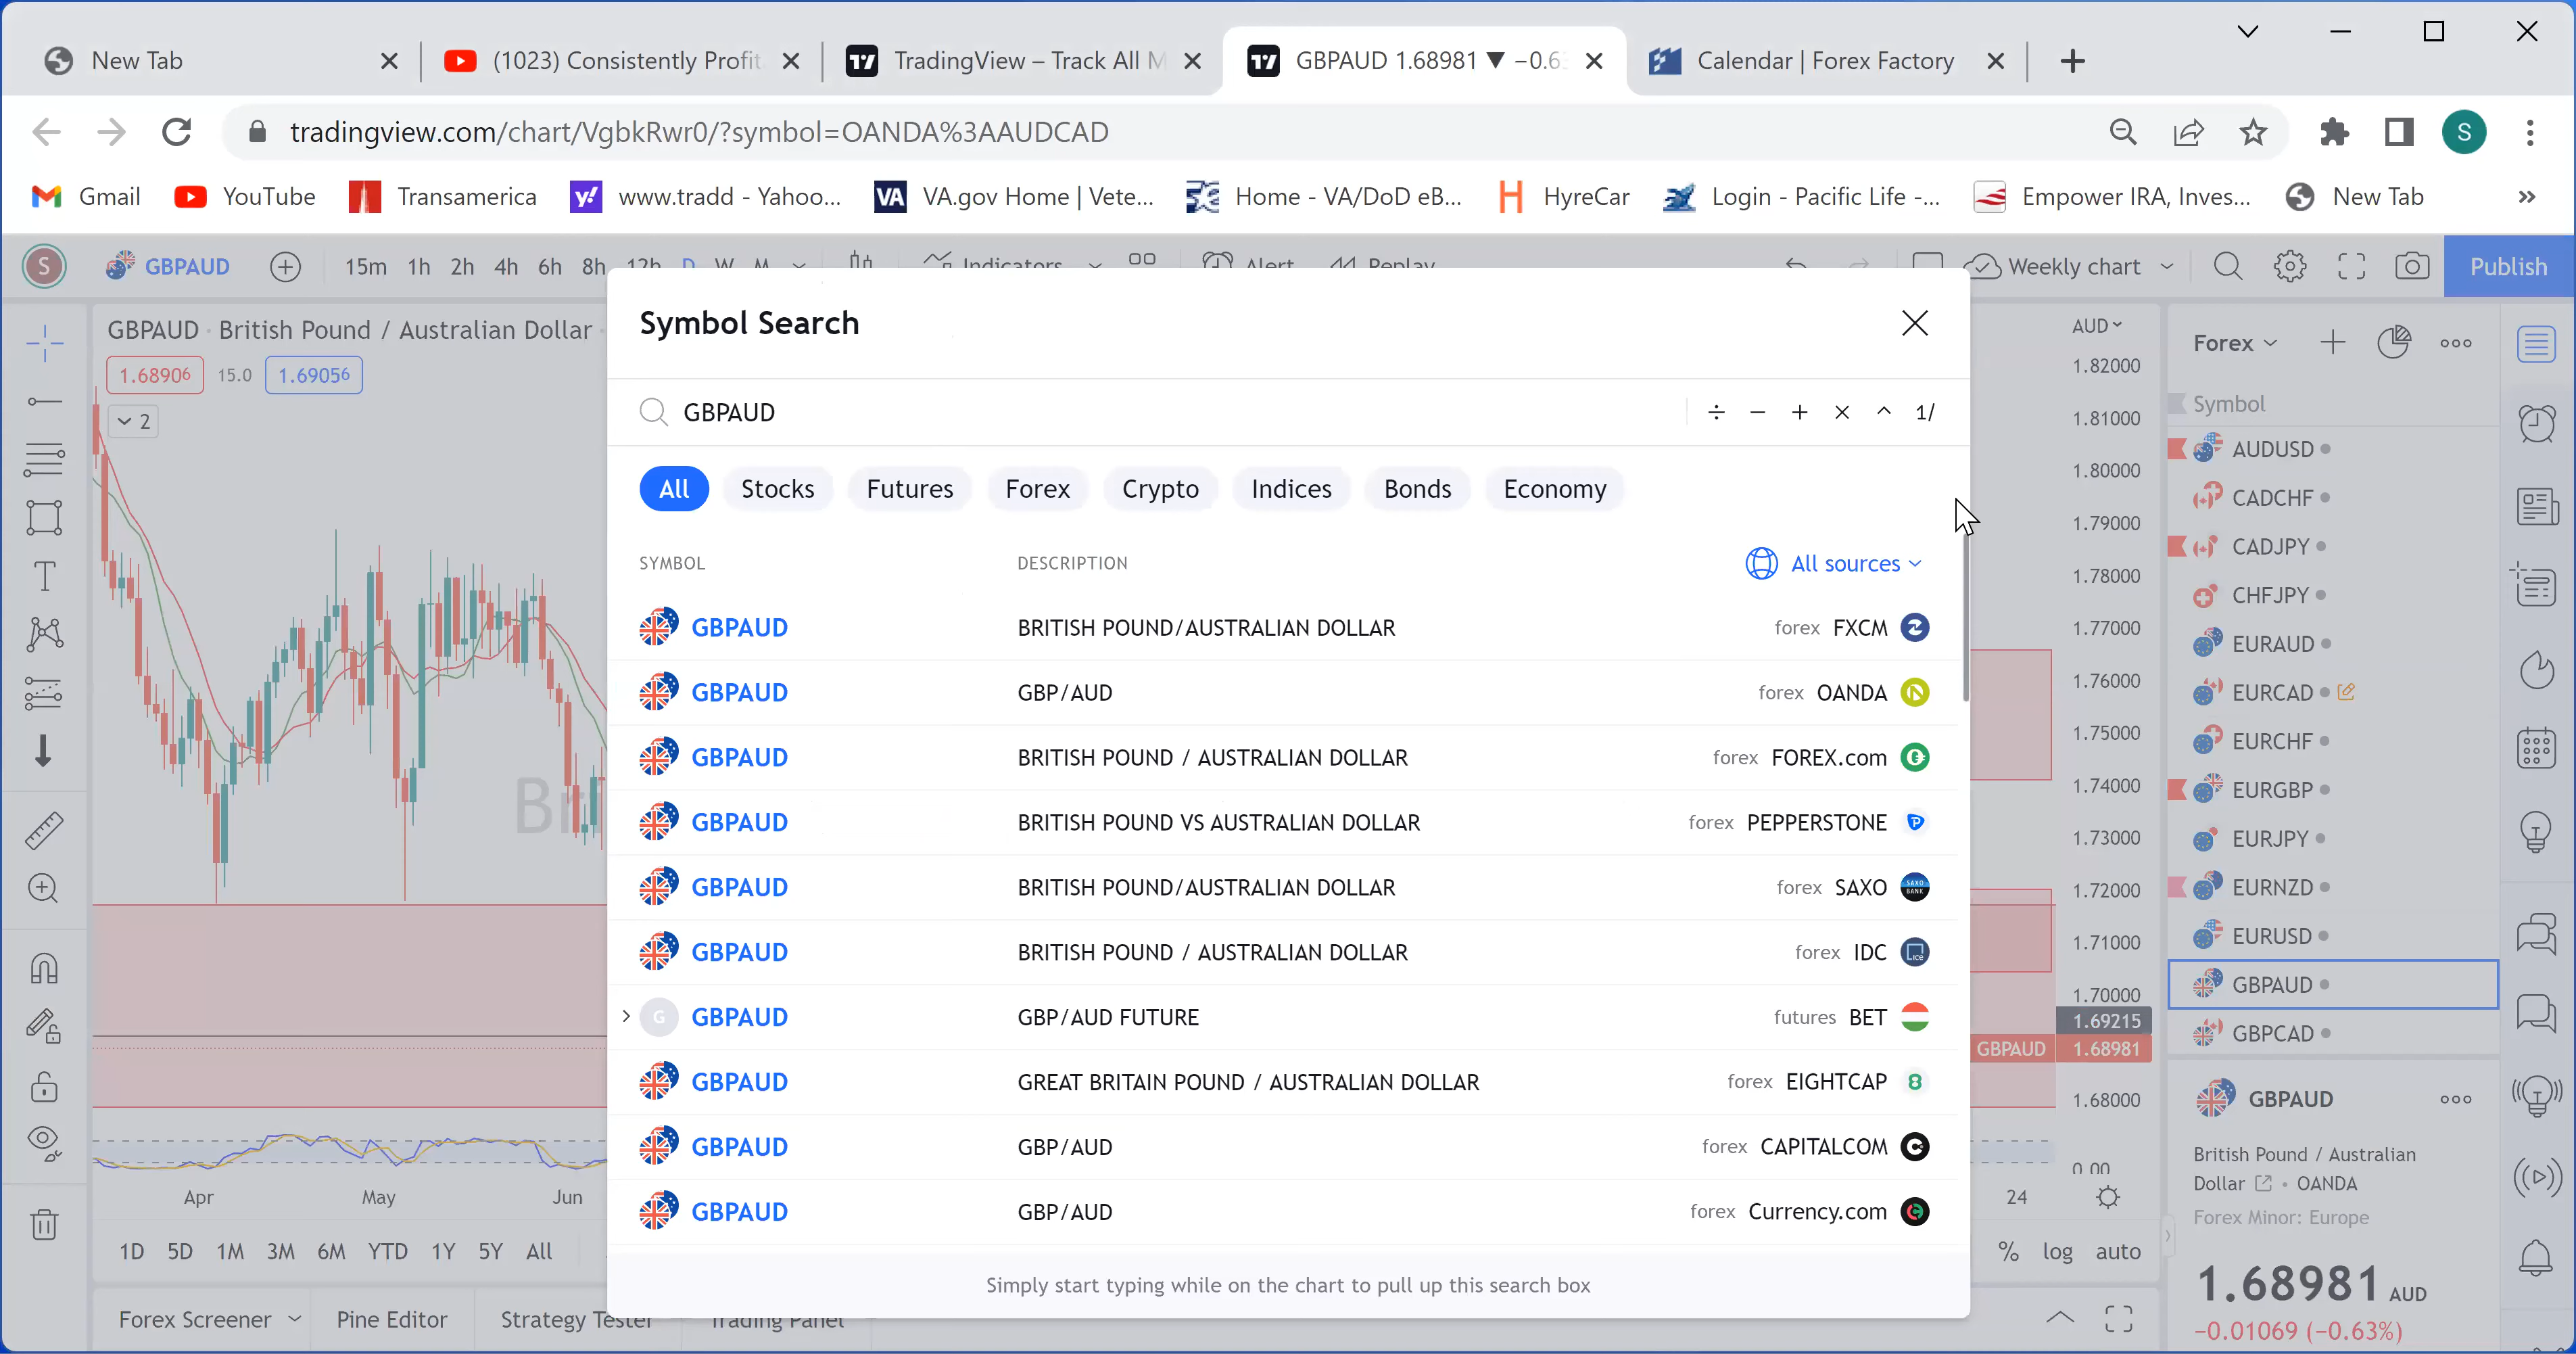 New Tab
(1023) Consistently Profit
TradingView – Track All M
GBPAUD 1.68981 ▼ −0.6
Calendar | Forex Factory
tradingview.com/chart/VgbkRwr0/?symbol=OANDA%3AAUDCAD
S
Gmail
YouTube
Transamerica
www.tradd - Yahoo...
VA.gov Home | Vete...
Home - VA/DoD eB...
HyreCar
Login - Pacific Life -...
Empower IRA, Inves...
New Tab
»
S
GBPAUD
15m 1h 2h 4h 6h 8h 12h D W M
Indicators
Alert
Replay
Weekly chart
Publish
GBPAUD · British Pound / Australian Dollar
1.68906
15.0
1.69056
2
Symbol Search
GBPAUD
÷ − + × ^ 1/
All
Stocks
Futures
Forex
Crypto
Indices
Bonds
Economy
SYMBOL DESCRIPTION All sources
GBPAUD BRITISH POUND/AUSTRALIAN DOLLAR forex FXCM
GBPAUD GBP/AUD forex OANDA
GBPAUD BRITISH POUND / AUSTRALIAN DOLLAR forex FOREX.com
GBPAUD BRITISH POUND VS AUSTRALIAN DOLLAR forex PEPPERSTONE
GBPAUD BRITISH POUND/AUSTRALIAN DOLLAR forex SAXO
SAXO BANK
GBPAUD BRITISH POUND / AUSTRALIAN DOLLAR forex IDC
ICE
G GBPAUD GBP/AUD FUTURE futures BET
GBPAUD GREAT BRITAIN POUND / AUSTRALIAN DOLLAR forex EIGHTCAP 8
GBPAUD GBP/AUD forex CAPITALCOM
GBPAUD GBP/AUD forex Currency.com
Simply start typing while on the chart to pull up this search box
Bri
Apr May Jun
24
1D 5D 1M 3M 6M YTD 1Y 5Y All
% log auto
Forex Screener
Pine Editor
Strategy Tester
Trading Panel
AUD
1.82000
1.81000
1.80000
1.79000
1.78000
1.77000
1.76000
1.75000
1.74000
1.73000
1.72000
1.71000
1.70000
1.69215
GBPAUD 1.68981
1.68000
0.00
Forex
Symbol
AUDUSD
CADCHF
CADJPY
CHFJPY
EURAUD
EURCAD
EURCHF
EURGBP
EURJPY
EURNZD
EURUSD
GBPAUD
GBPCAD
GBPAUD
British Pound / Australian
Dollar • OANDA
Forex Minor: Europe
1.68981 AUD
−0.01069 (−0.63%)